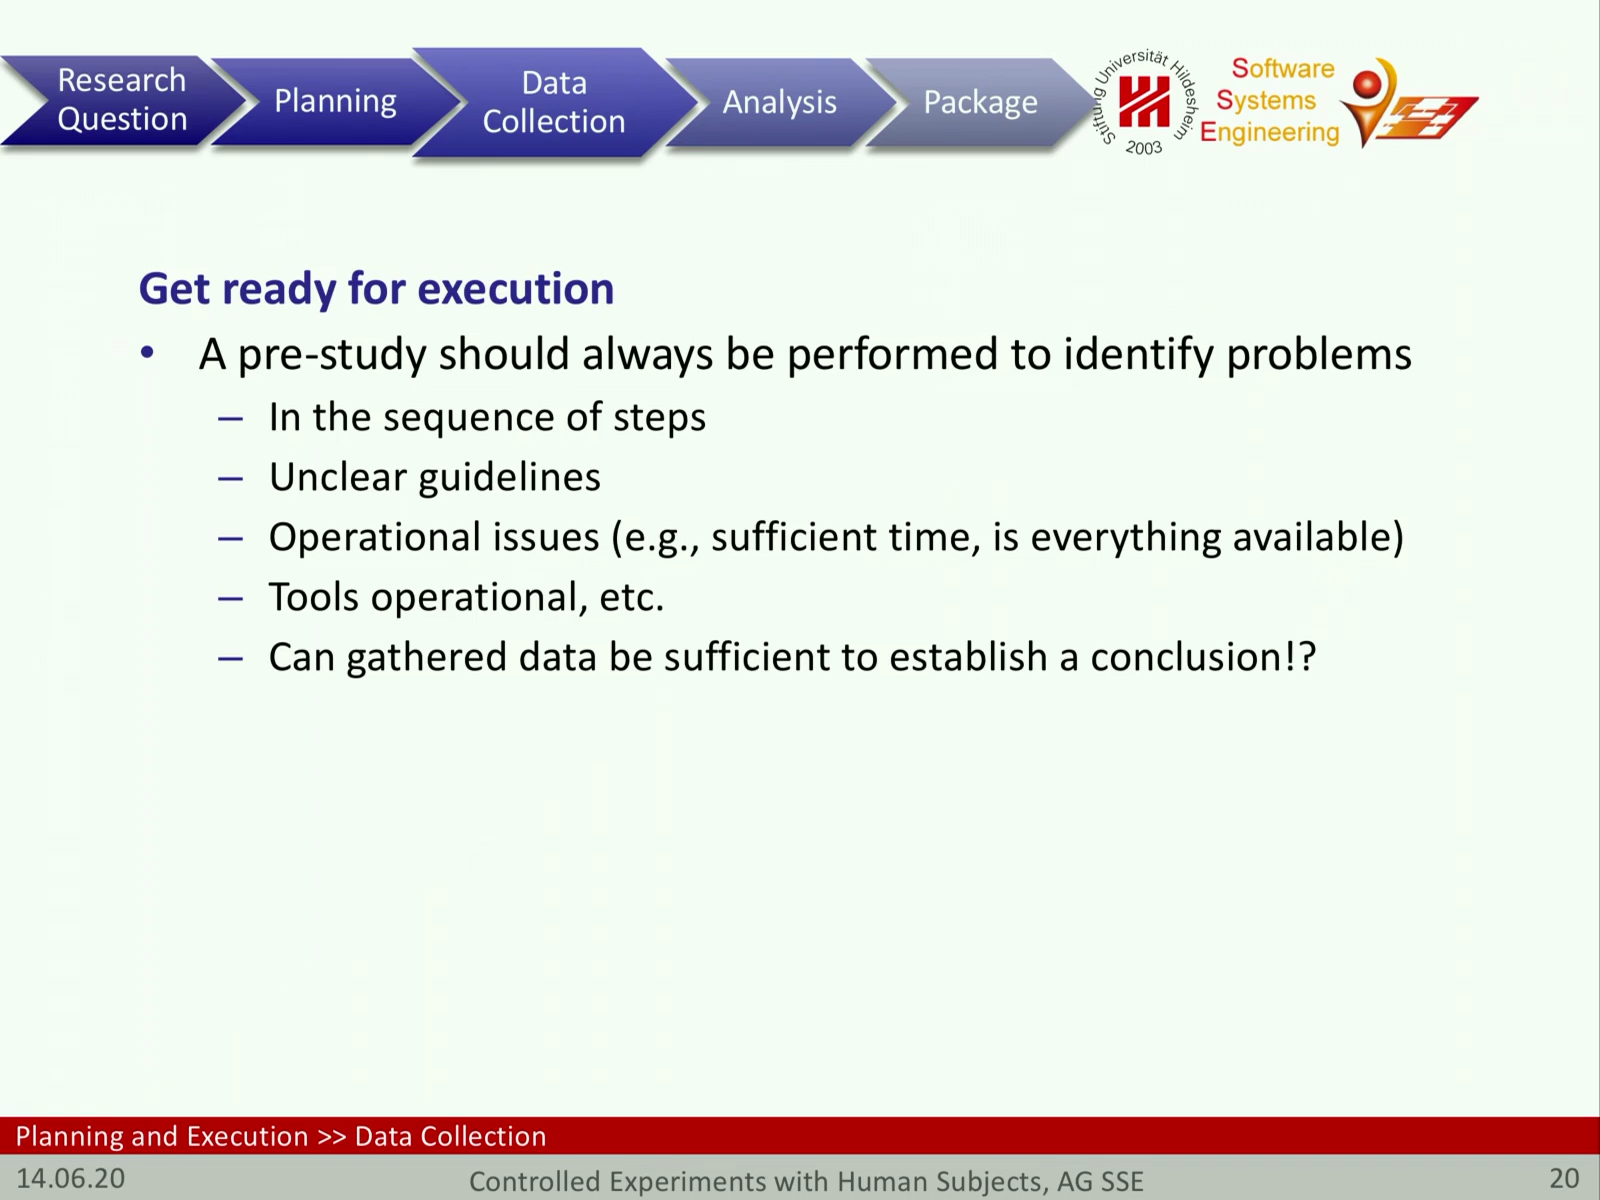 Research
Question
Planning
Data
Collection
Analysis
Package
Stiftung Universität Hildesheim
2003
Software
Systems
Engineering
Get ready for execution
• A pre-study should always be performed to identify problems
– In the sequence of steps
– Unclear guidelines
– Operational issues (e.g., sufficient time, is everything available)
– Tools operational, etc.
– Can gathered data be sufficient to establish a conclusion!?
Planning and Execution >> Data Collection
14.06.20
Controlled Experiments with Human Subjects, AG SSE
20